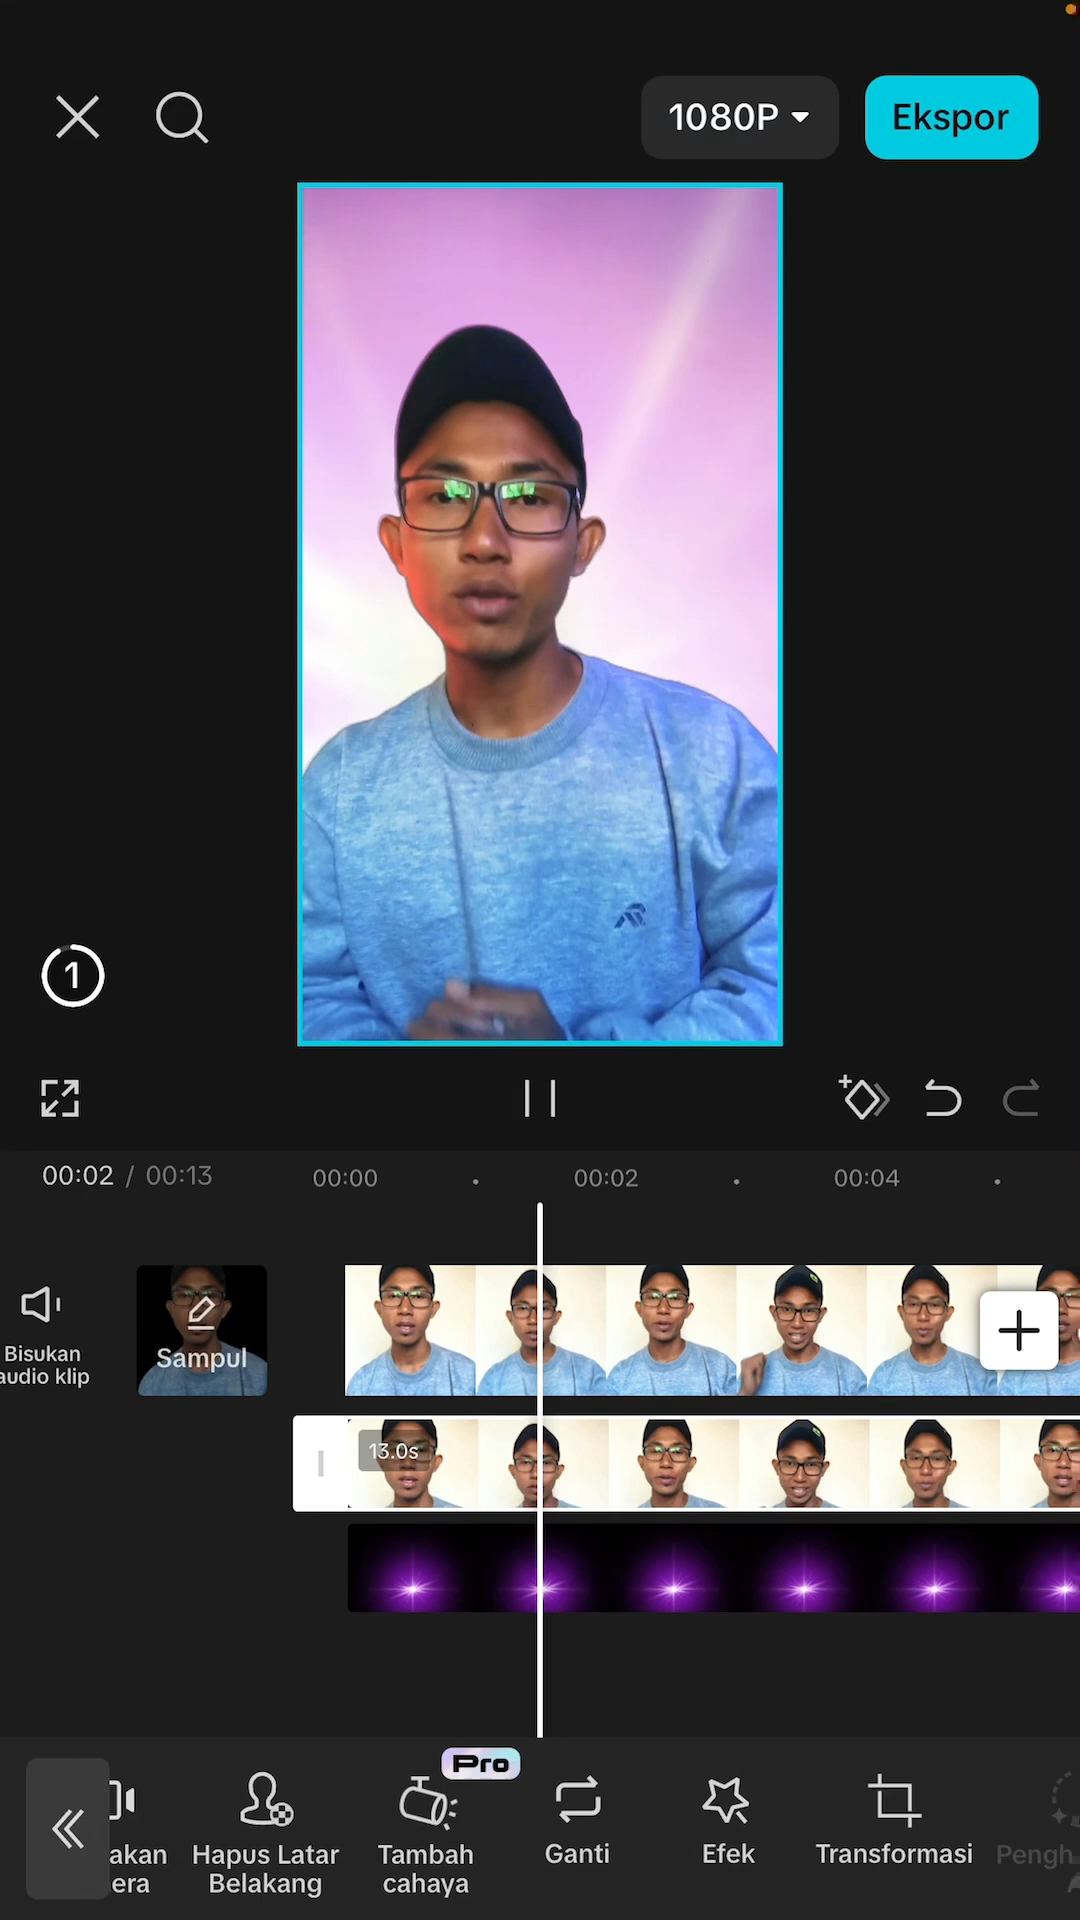 1080P
Ekspor
1
00:02 / 00:13
00:00
00:02
00:04
Bisukan
audio klip
Sampul
13.0s
Pro
akan
era
Hapus Latar
Belakang
Tambah
cahaya
Ganti
Efek
Transformasi
Pengh